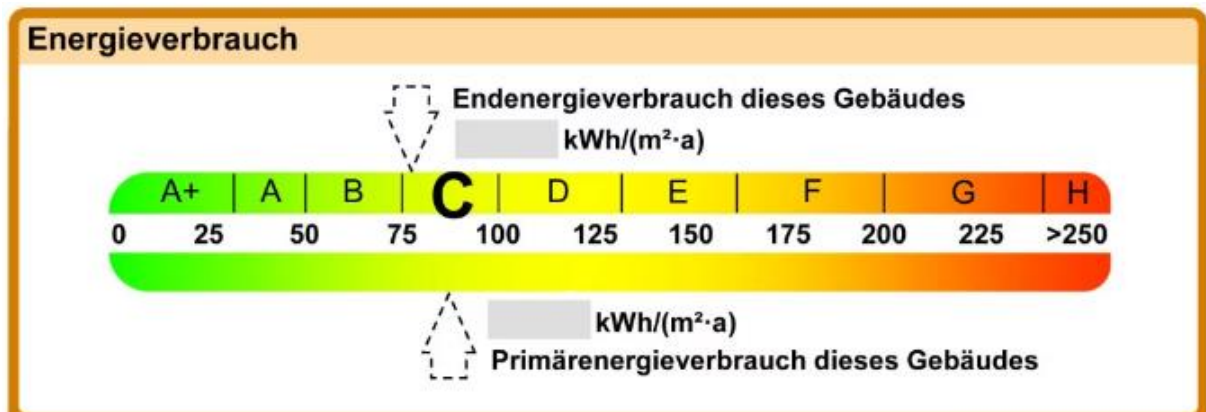 Energieverbrauch
Endenergieverbrauch dieses Gebäudes
kWh/(m²·a)
A+ A B C D E F G H
0 25 50 75 100 125 150 175 200 225 >250
kWh/(m²·a)
Primärenergieverbrauch dieses Gebäudes